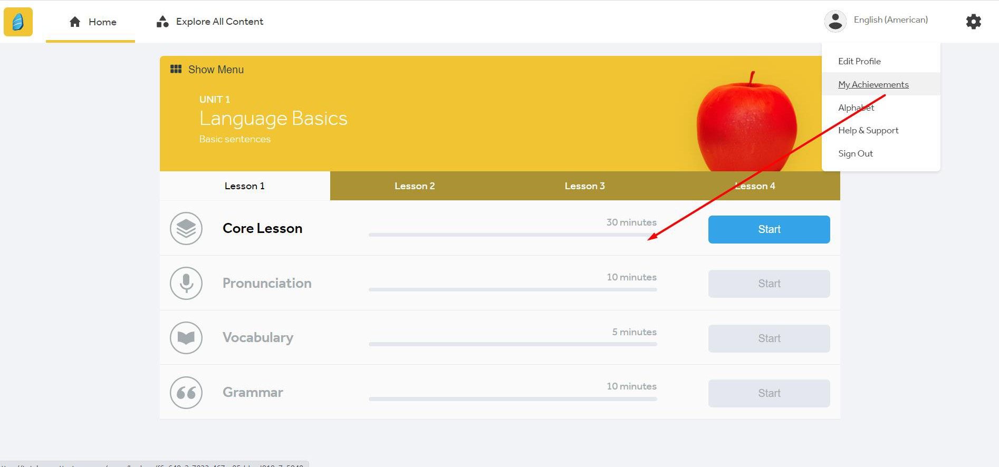 Home
Explore All Content
English (American)
Edit Profile
My Achievements
Alphabet
Help & Support
Sign Out
Show Menu
UNIT 1
Language Basics
Basic sentences
Lesson 1
Lesson 2
Lesson 3
Lesson 4
Core Lesson
30 minutes
Start
Pronunciation
10 minutes
Start
Vocabulary
5 minutes
Start
Grammar
10 minutes
Start